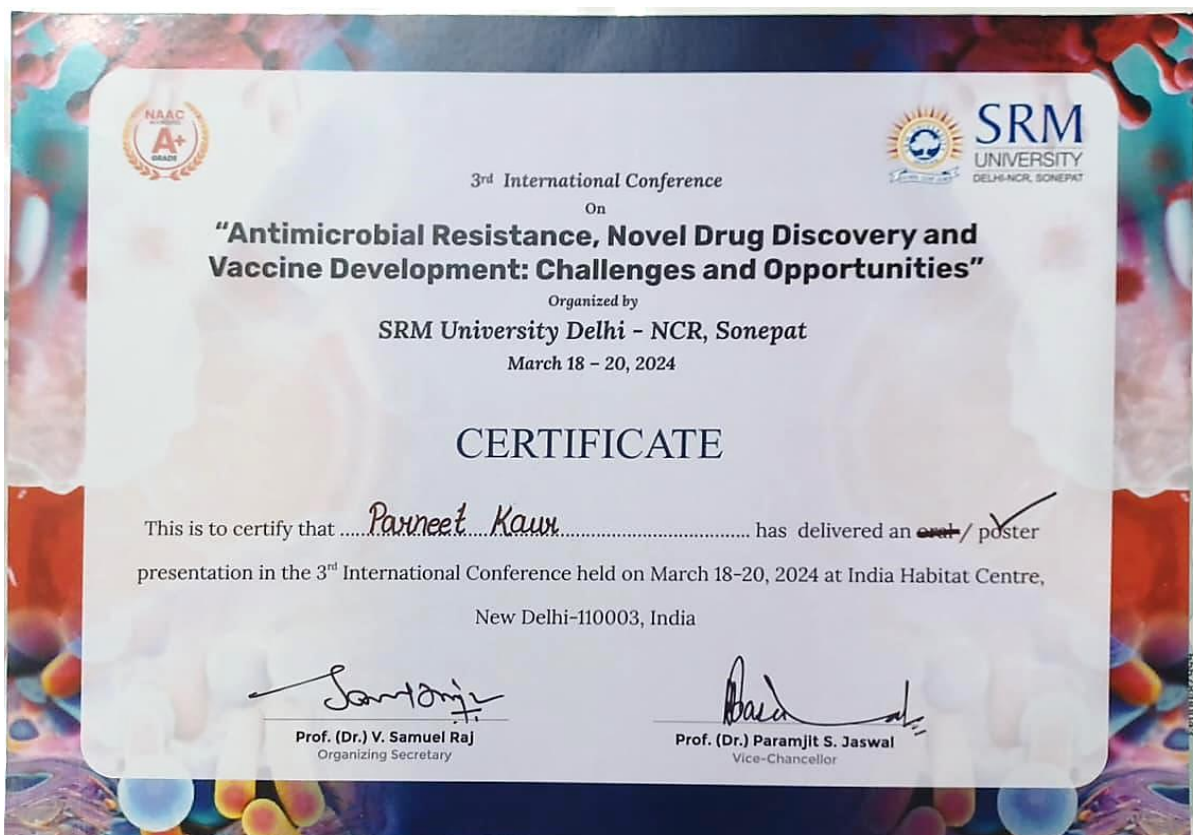 NAAC
A+
GRADE
SRM
UNIVERSITY
DELHI-NCR, SONEPAT
3rd International Conference
On
“Antimicrobial Resistance, Novel Drug Discovery and
Vaccine Development: Challenges and Opportunities”
Organized by
SRM University Delhi – NCR, Sonepat
March 18 – 20, 2024
CERTIFICATE
This is to certify that ....Parneet Kaur.................................... has delivered an oral / poster
presentation in the 3rd International Conference held on March 18-20, 2024 at India Habitat Centre,
New Delhi-110003, India
Prof. (Dr.) V. Samuel Raj
Organizing Secretary
Prof. (Dr.) Paramjit S. Jaswal
Vice-Chancellor